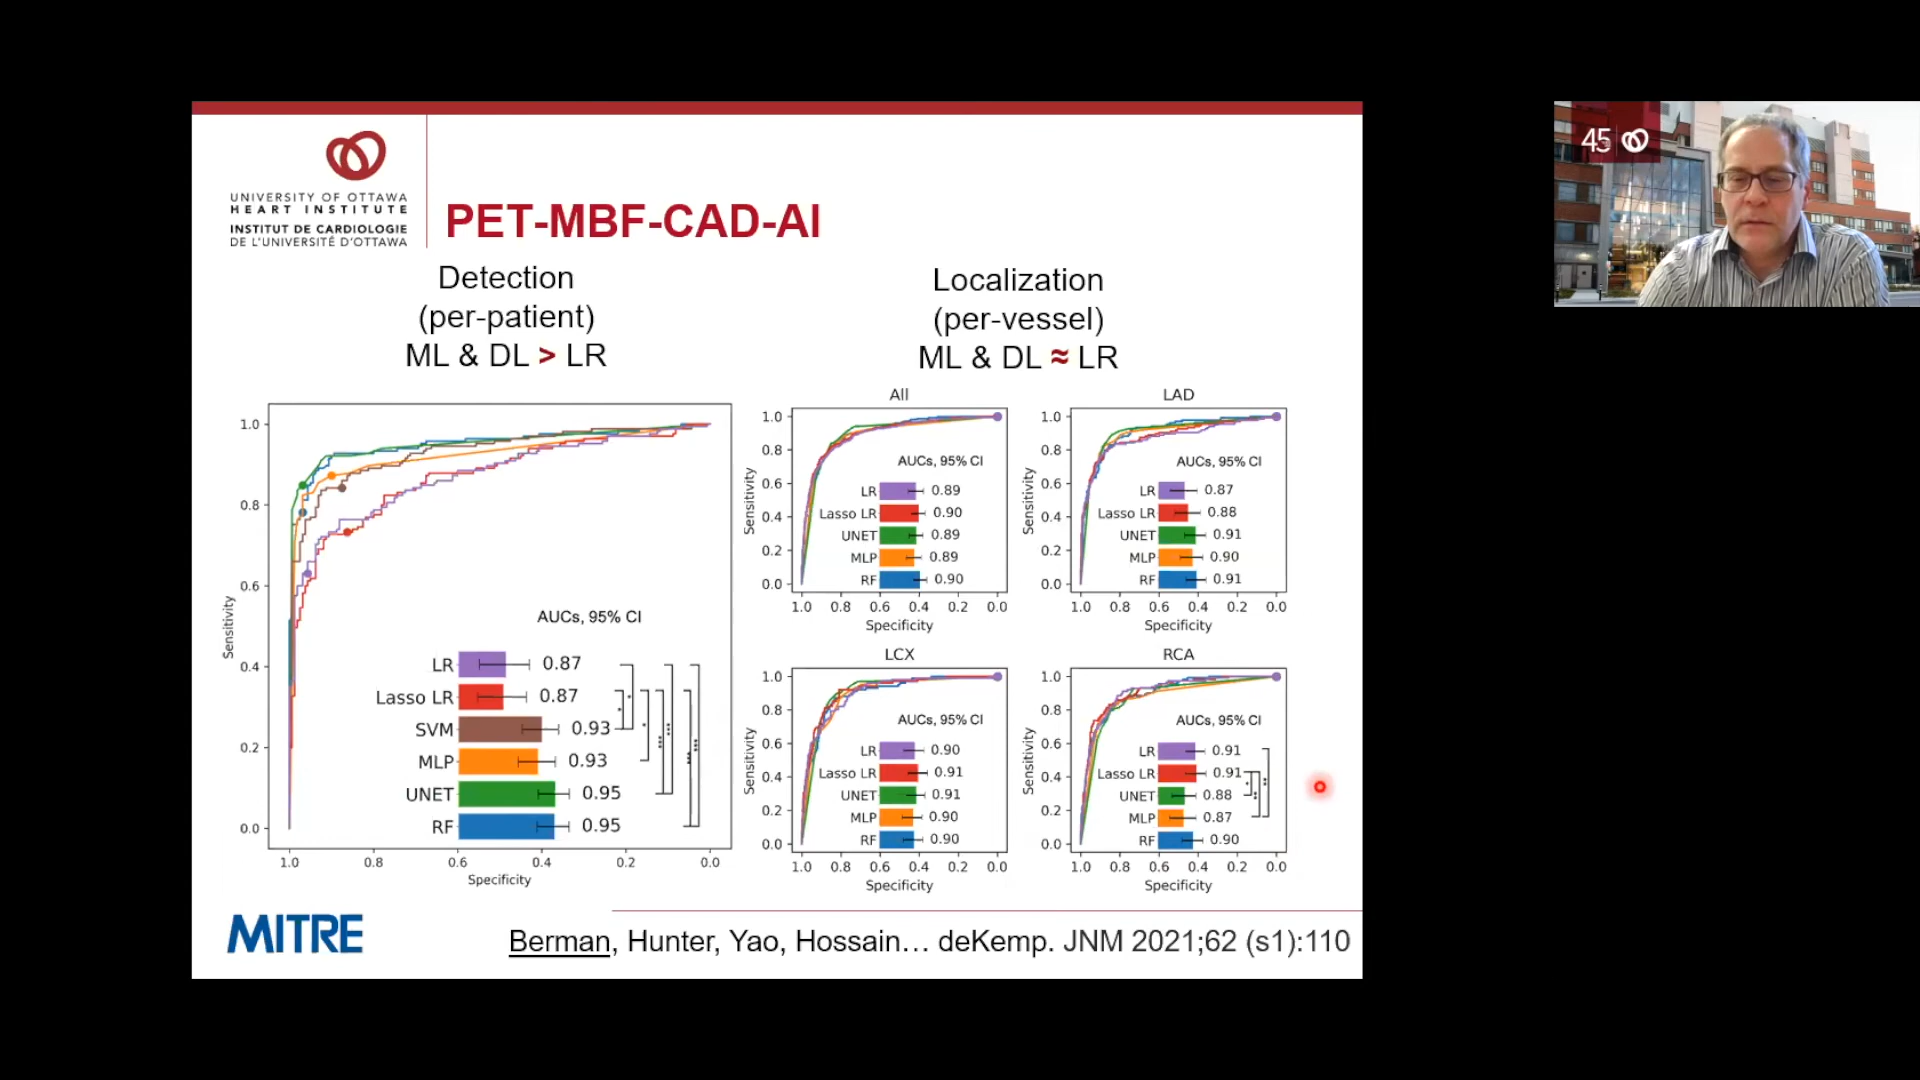 UNIVERSITY OF OTTAWA
HEART INSTITUTE
INSTITUT DE CARDIOLOGIE
DE L'UNIVERSITÉ D'OTTAWA
PET-MBF-CAD-AI
45
Detection
(per-patient)
ML & DL > LR
Localization
(per-vessel)
ML & DL ≈ LR
1.0
0.8
0.6
0.4
0.2
0.0
Sensitivity
AUCs, 95% CI
LR 0.87
Lasso LR 0.87
SVM 0.93
MLP 0.93
UNET 0.95
RF 0.95
1.0 0.8 0.6 0.4 0.2 0.0
Specificity
All
1.0
0.8
0.6
0.4
0.2
0.0
Sensitivity
AUCs, 95% CI
LR 0.89
Lasso LR 0.90
UNET 0.89
MLP 0.89
RF 0.90
1.0 0.8 0.6 0.4 0.2 0.0
Specificity
LAD
1.0
0.8
0.6
0.4
0.2
0.0
Sensitivity
AUCs, 95% CI
LR 0.87
Lasso LR 0.88
UNET 0.91
MLP 0.90
RF 0.91
1.0 0.8 0.6 0.4 0.2 0.0
Specificity
LCX
1.0
0.8
0.6
0.4
0.2
0.0
Sensitivity
AUCs, 95% CI
LR 0.90
Lasso LR 0.91
UNET 0.91
MLP 0.90
RF 0.90
1.0 0.8 0.6 0.4 0.2 0.0
Specificity
RCA
1.0
0.8
0.6
0.4
0.2
0.0
Sensitivity
AUCs, 95% CI
LR 0.91
Lasso LR 0.91
UNET 0.88
MLP 0.87
RF 0.90
1.0 0.8 0.6 0.4 0.2 0.0
Specificity
MITRE
Berman, Hunter, Yao, Hossain… deKemp. JNM 2021;62 (s1):110